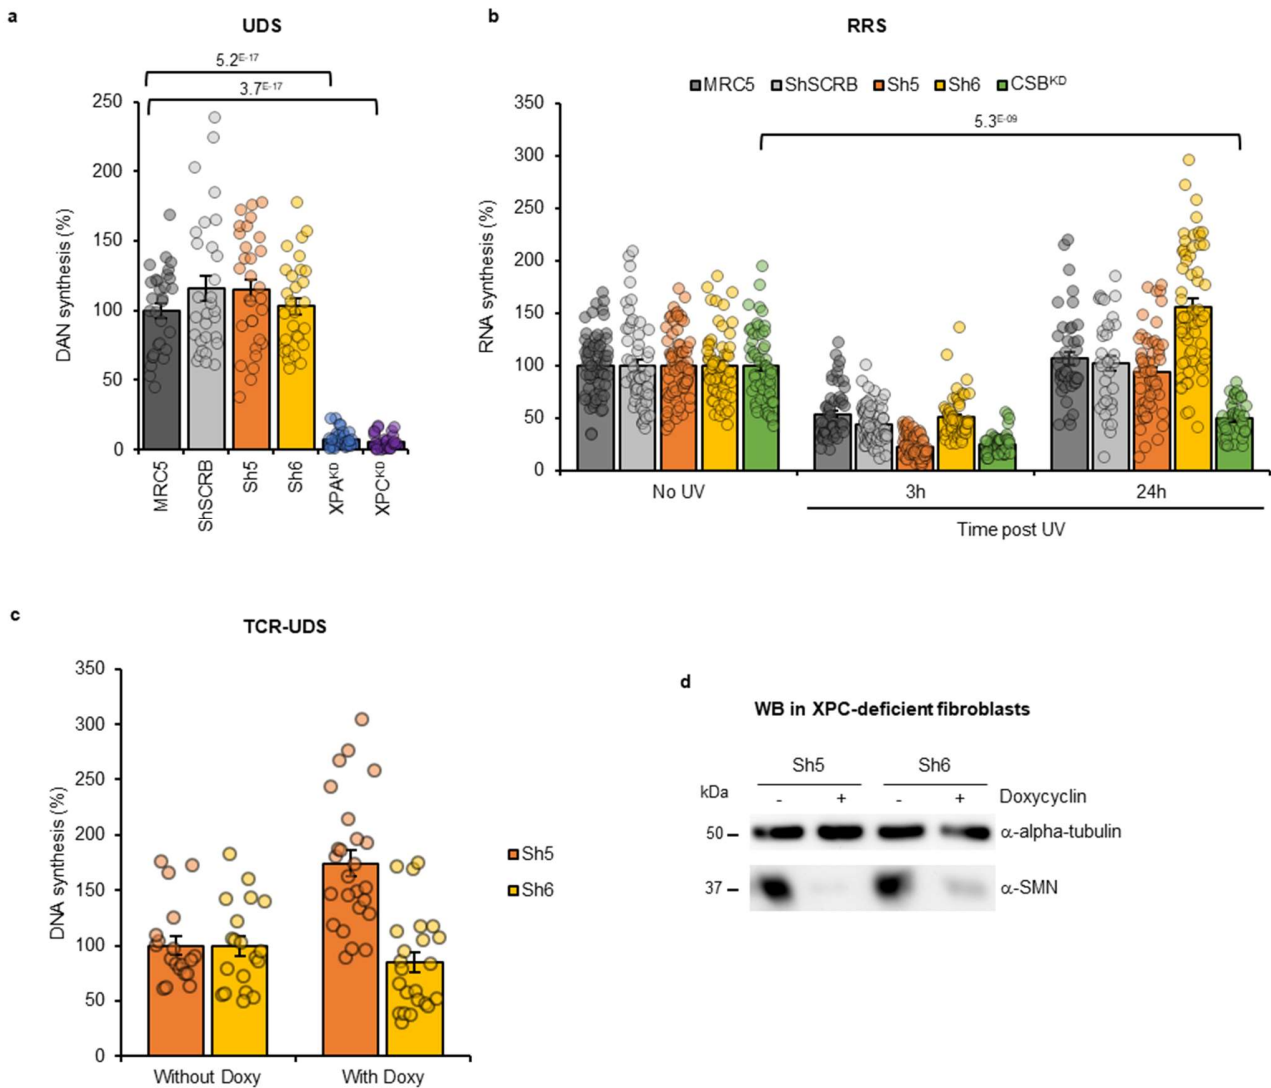 a
UDS
5.2E-17
3.7E-17
DAN synthesis (%)
250
200
150
100
50
0
MRC5
ShSCRB
Sh5
Sh6
XPAKD
XPCKD
b
RRS
MRC5 ShSCRB Sh5 Sh6 CSBKD
5.3E-09
RNA synthesis (%)
350
300
250
200
150
100
50
0
No UV 3h 24h
Time post UV
c
TCR-UDS
DNA synthesis (%)
350
300
250
200
150
100
50
0
Without Doxy With Doxy
Sh5
Sh6
d
WB in XPC-deficient fibroblasts
Sh5 Sh6
kDa - + - + Doxycyclin
50 α-alpha-tubulin
37 α-SMN